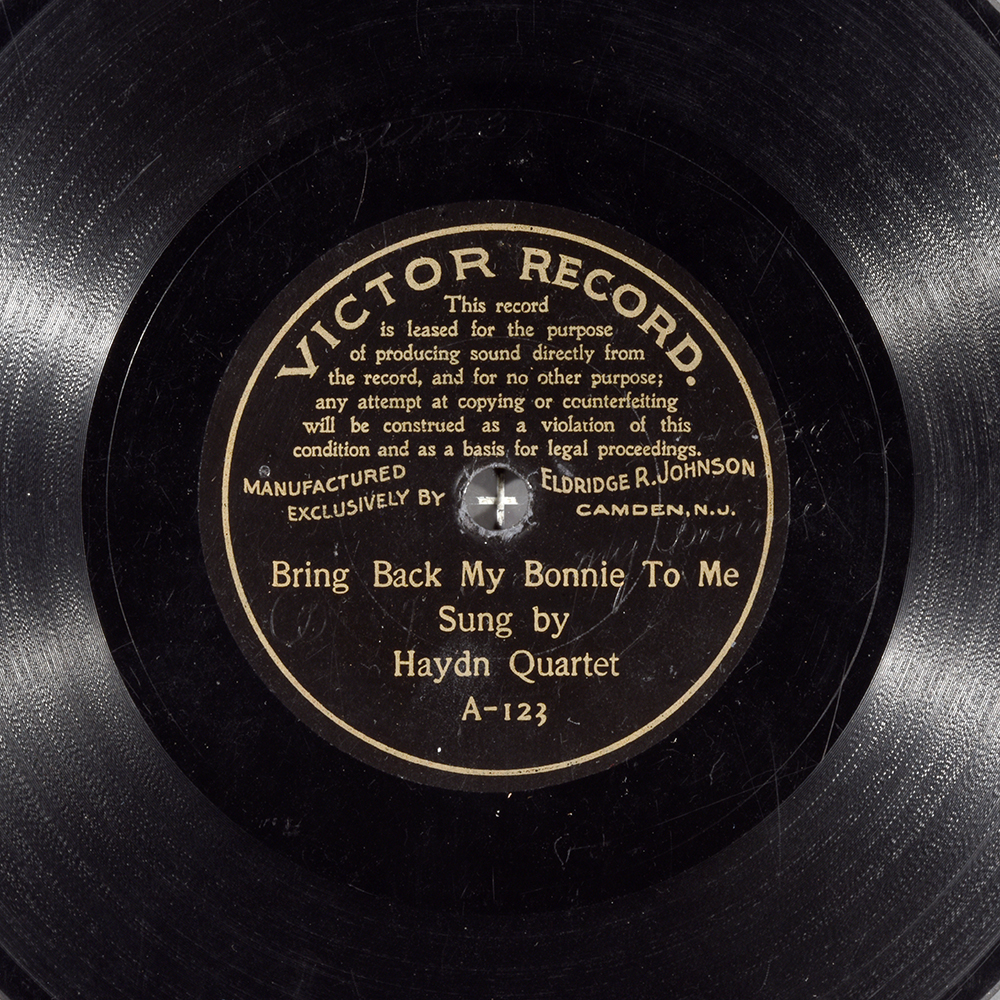 VICTOR RECORD.
This record
is leased for the purpose
of producing sound directly from
the record, and for no other purpose;
any attempt at copying or counterfeiting
will be construed as a violation of this
condition and as a basis for legal proceedings.
MANUFACTURED
EXCLUSIVELY BY
ELDRIDGE R. JOHNSON
CAMDEN, N.J.
Bring Back My Bonnie To Me
Sung by
Haydn Quartet
A-123